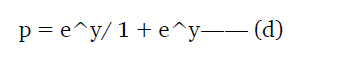 p = e^y/ 1 + e^y—— (d)